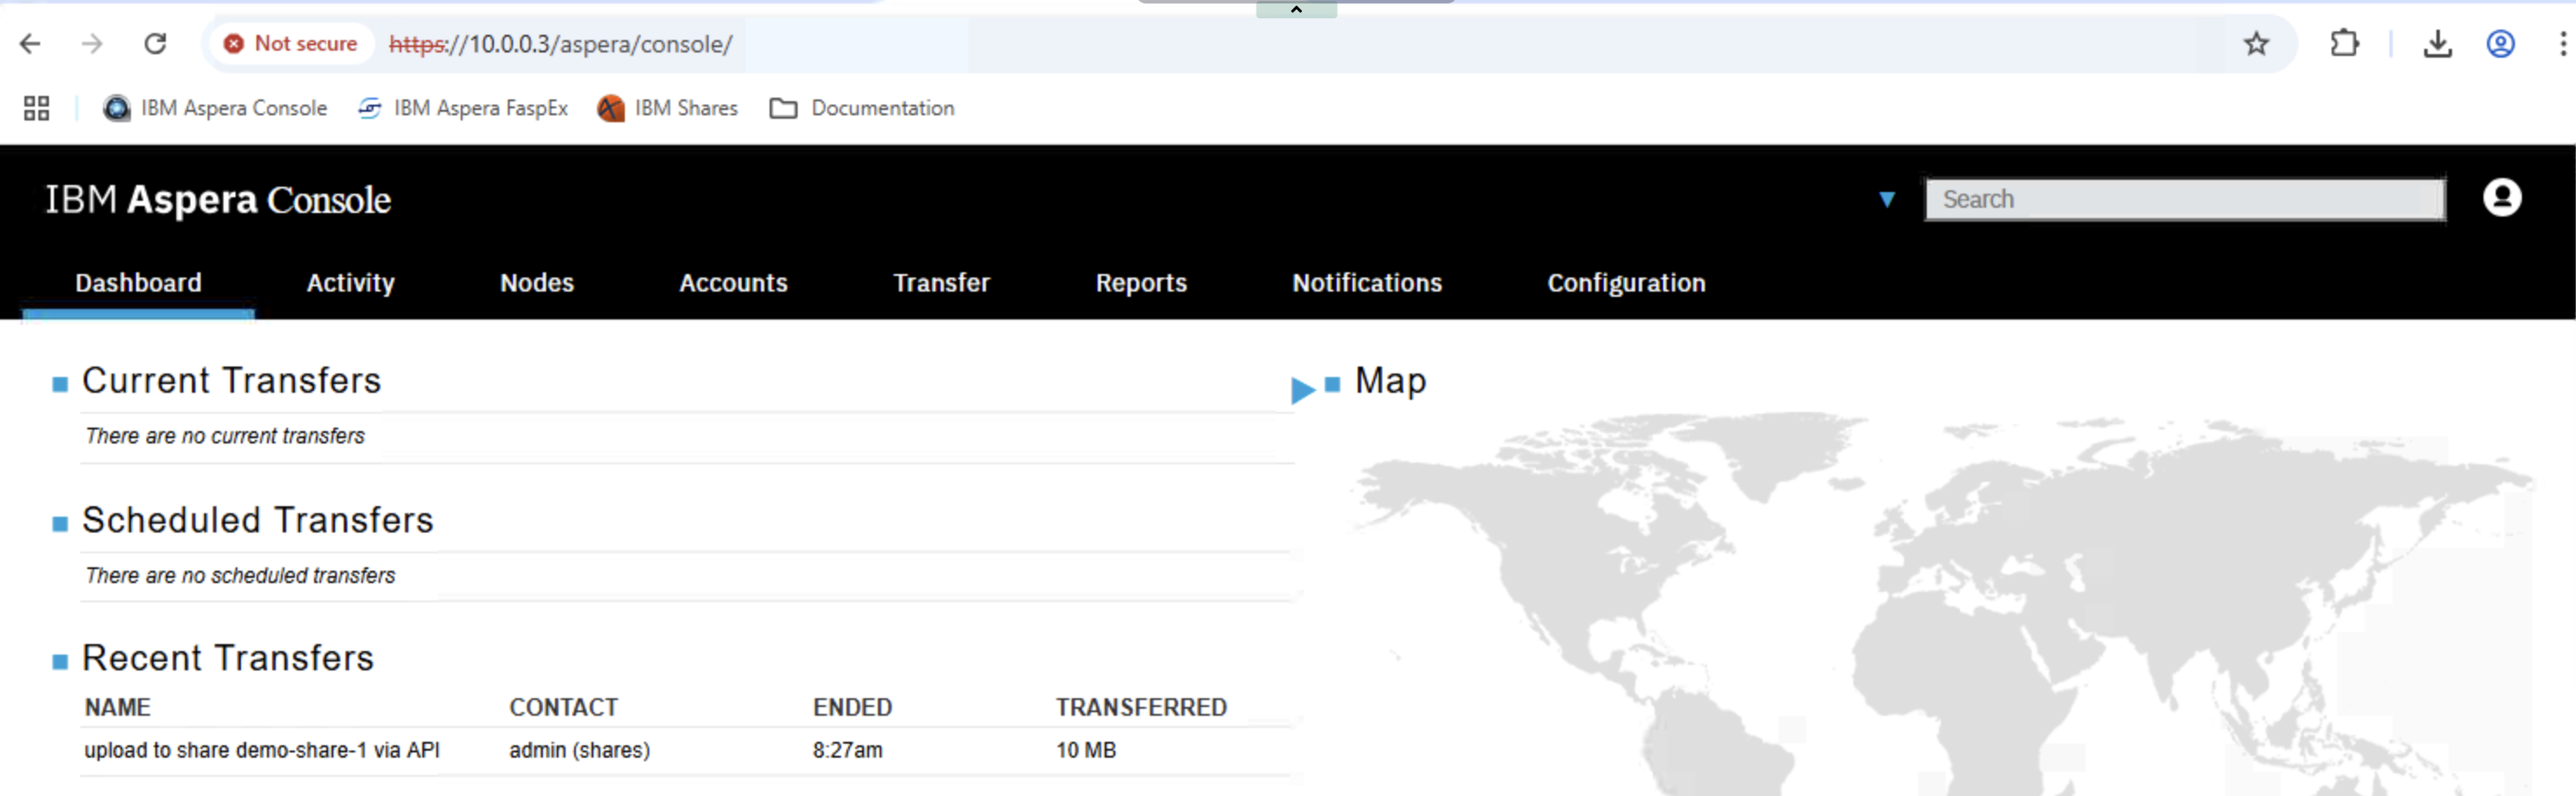 Not secure https://10.0.0.3/aspera/console/
IBM Aspera Console IBM Aspera FaspEx IBM Shares Documentation
IBM Aspera Console Search
Dashboard Activity Nodes Accounts Transfer Reports Notifications Configuration
Current Transfers
There are no current transfers
Scheduled Transfers
There are no scheduled transfers
Recent Transfers
NAME CONTACT ENDED TRANSFERRED
upload to share demo-share-1 via API admin (shares) 8:27am 10 MB
Map